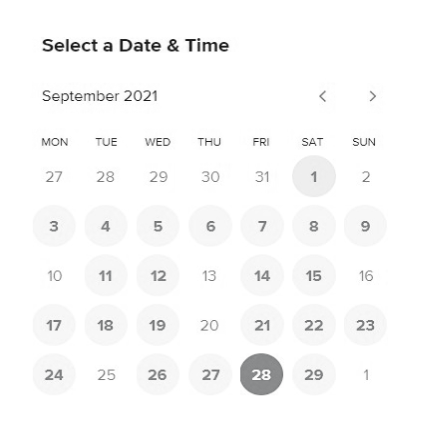 Select a Date & Time
September 2021
MON TUE WED THU FRI SAT SUN
27 28 29 30 31 1 2
3 4 5 6 7 8 9
10 11 12 13 14 15 16
17 18 19 20 21 22 23
24 25 26 27 28 29 1